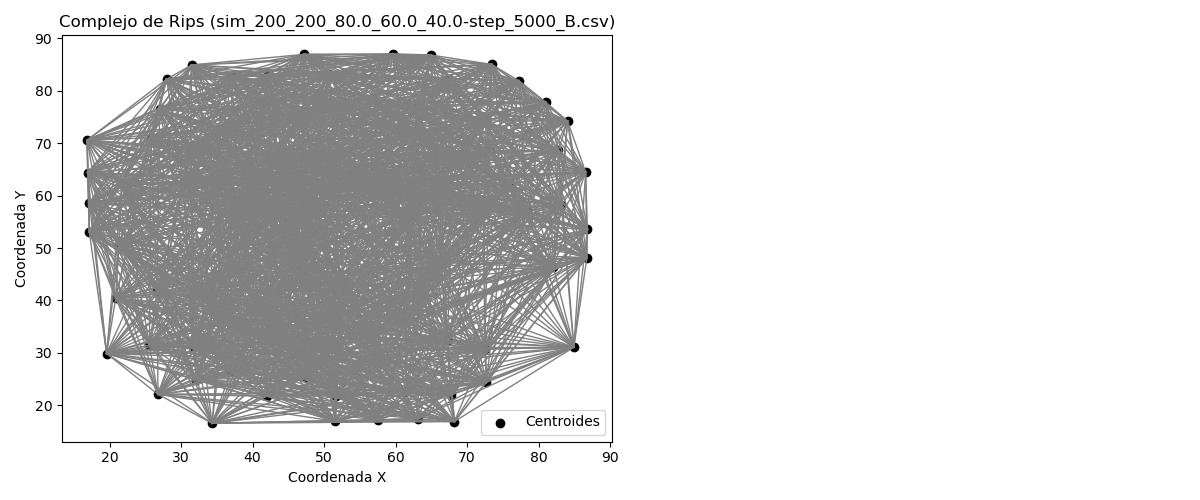 Complejo de Rips (sim_200_200_80.0_60.0_40.0-step_5000_B.csv)
90
80
70
60
50
40
30
20
Coordenada Y
Centroides
20 30 40 50 60 70 80 90
Coordenada X